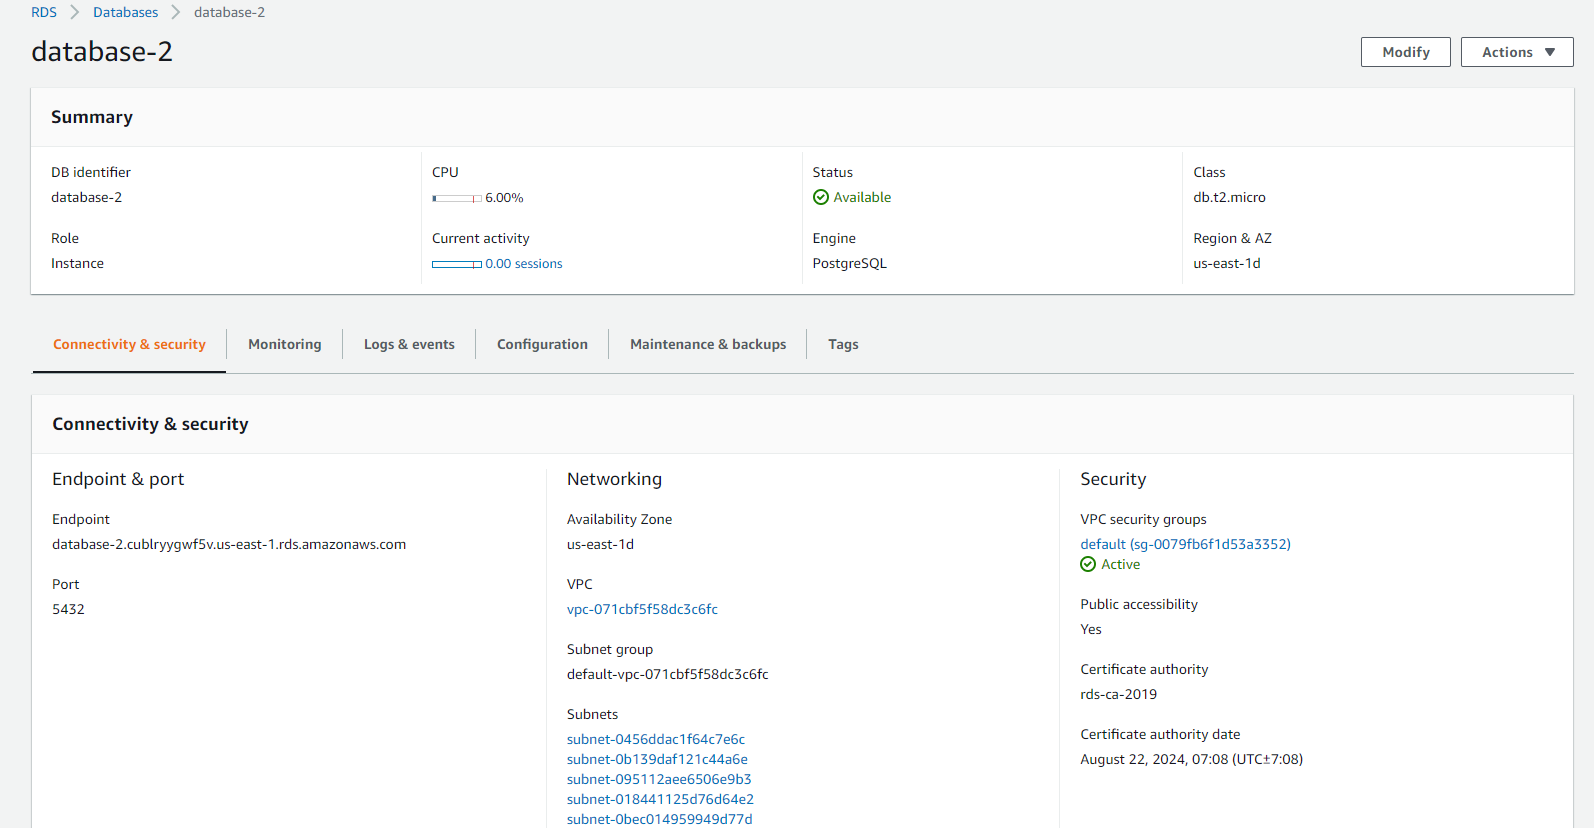 RDS > Databases > database-2
database-2
Modify
Actions ▼
Summary
DB identifier
database-2
CPU
6.00%
Status
Available
Class
db.t2.micro
Role
Instance
Current activity
0.00 sessions
Engine
PostgreSQL
Region & AZ
us-east-1d
Connectivity & security
Monitoring
Logs & events
Configuration
Maintenance & backups
Tags
Connectivity & security
Endpoint & port
Endpoint
database-2.cublryygwf5v.us-east-1.rds.amazonaws.com
Port
5432
Networking
Availability Zone
us-east-1d
VPC
vpc-071cbf5f58dc3c6fc
Subnet group
default-vpc-071cbf5f58dc3c6fc
Subnets
subnet-0456ddac1f64c7e6c
subnet-0b139daf121c44a6e
subnet-095112aee6506e9b3
subnet-018441125d76d64e2
subnet-0bec014959949d77d
Security
VPC security groups
default (sg-0079fb6f1d53a3352)
Active
Public accessibility
Yes
Certificate authority
rds-ca-2019
Certificate authority date
August 22, 2024, 07:08 (UTC±7:08)